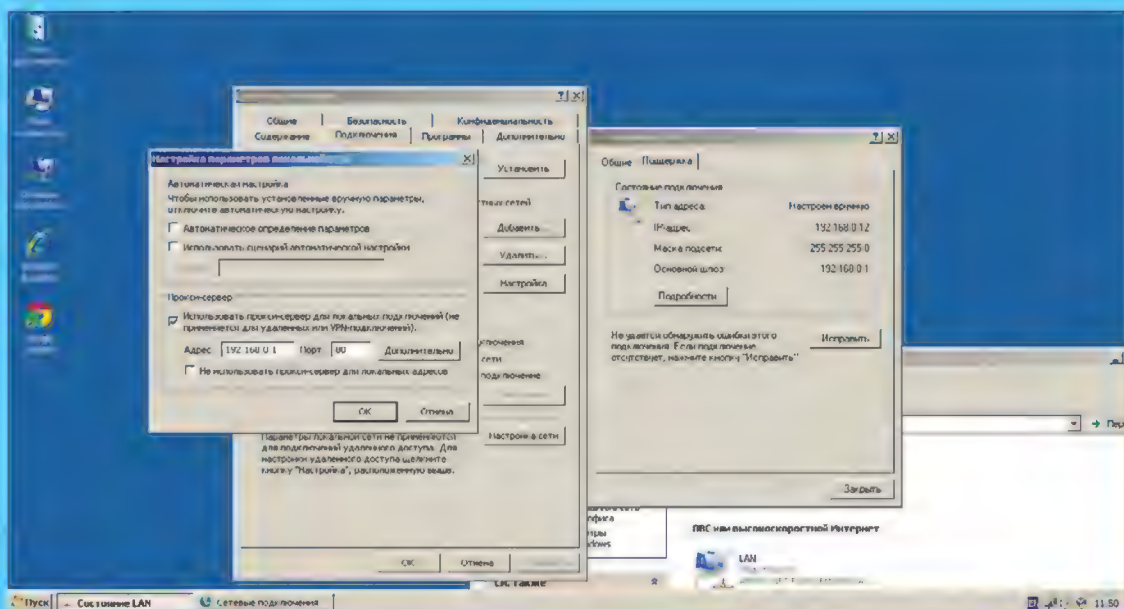 Общие Безопасность Конфиденциальность
Содержание Подключения Программы Дополнительно
Установить
Добавить...
Удалить...
Настройка
Настройка сети
Параметры локальной сети не применяются
для подключений удаленного доступа. Для
настройки удаленного доступа щелкните
кнопку "Настройка", расположенную выше.
ОК Отмена
Настройка параметров локальной
Автоматическая настройка
Чтобы использовать установленные вручную параметры,
отключите автоматическую настройку.
Автоматическое определение параметров
Использовать сценарий автоматической настройки
Прокси-сервер
Использовать прокси-сервер для локальных подключений (не
применяется для удаленных или VPN-подключений).
Адрес: 192.168.0.1 Порт: 80 Дополнительно
Не использовать прокси-сервер для локальных адресов
ОК Отмена
Общие Поддержка
Состояние подключения
Тип адреса: Настроен вручную
IP-адрес: 192.168.0.12
Маска подсети: 255.255.255.0
Основной шлюз: 192.168.0.1
Подробности
Не удается обнаружить ошибки этого
подключения. Если подключение
отсутствует, нажмите кнопку "Исправить"
Исправить
Закрыть
ЛВС или высокоскоростной Интернет
LAN
См. также
Пуск Состояние LAN Сетевые подключения 11:50